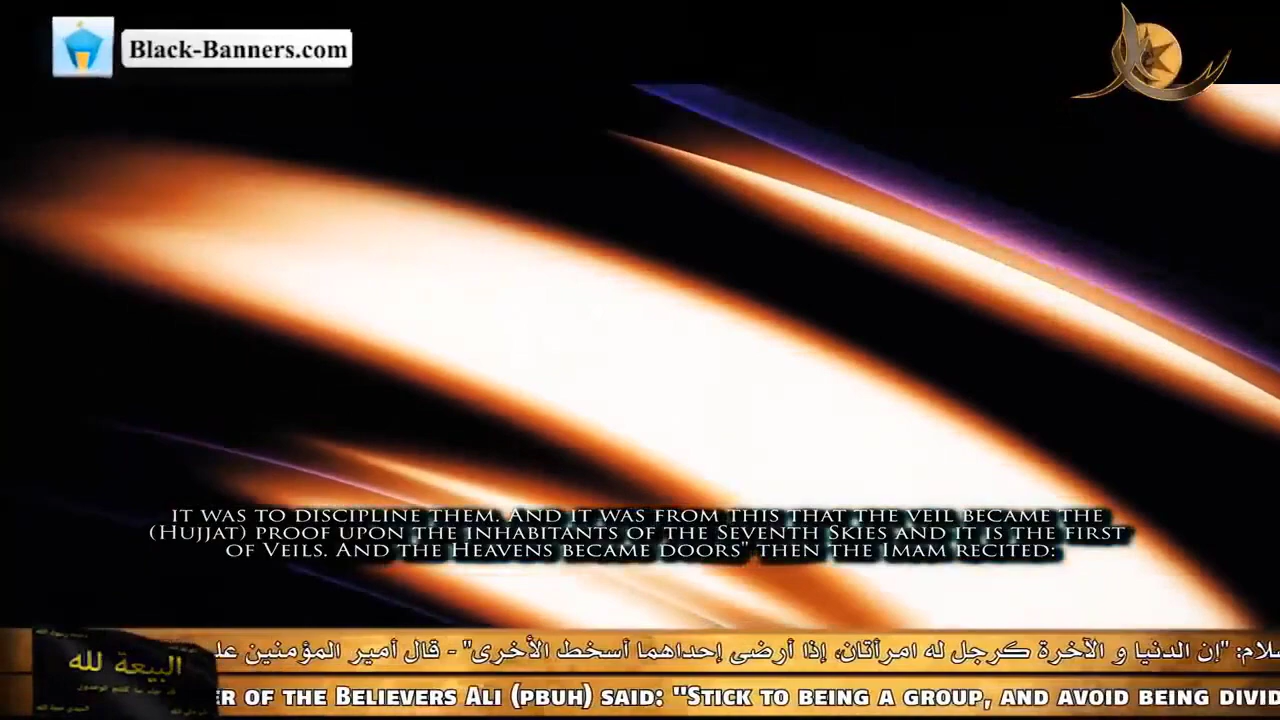 Black-Banners.com
IT WAS TO DISCIPLINE THEM. AND IT WAS FROM THIS THAT THE VEIL BECAME THE
(HUJJAT) PROOF UPON THE INHABITANTS OF THE SEVENTH SKIES AND IT IS THE FIRST
OF VEILS. AND THE HEAVENS BECAME DOORS" THEN THE IMAM RECITED:
سلام: "إن الدنيا و الآخرة كرجل له امرأتان، إذا أرضى إحداهما أسخط الأخرى" - قال أمير المؤمنين علي
البيعة لله
ER OF THE BELIEVERS ALI (PBUH) SAID: "STICK TO BEING A GROUP, AND AVOID BEING DIVID